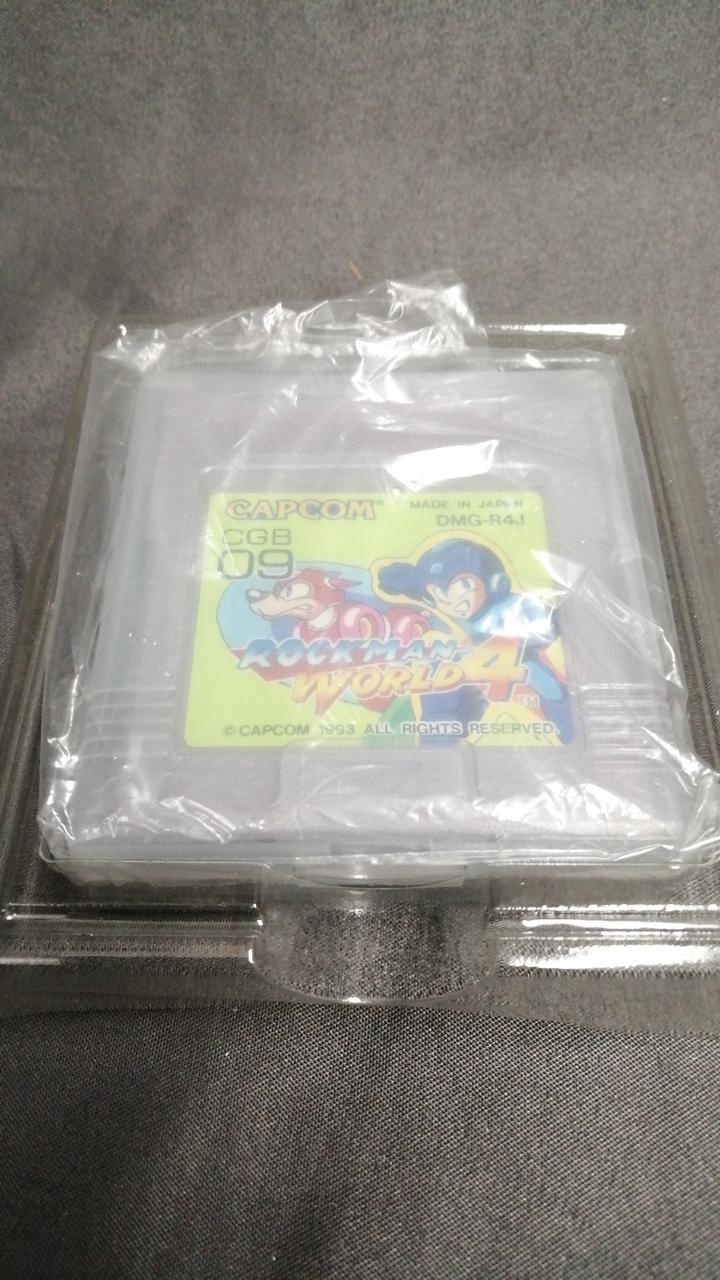 CAPCOM®
MADE IN JAPAN
DMG-R4J
CGB
09
ROCKMAN
WORLD 4
TM
© CAPCOM 1993 ALL RIGHTS RESERVED.